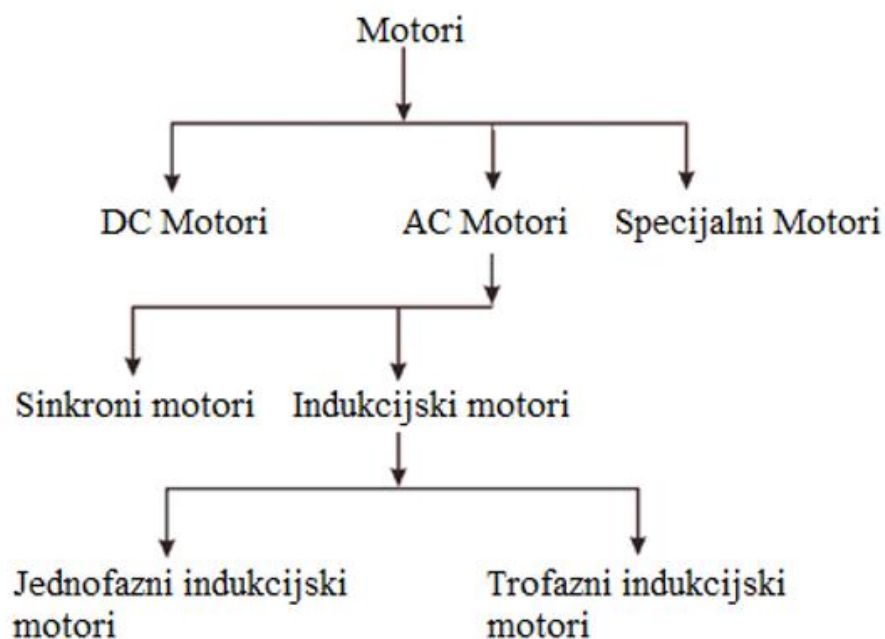 Motori
DC Motori
AC Motori
Specijalni Motori
Sinkroni motori
Indukcijski motori
Jednofazni indukcijski
motori
Trofazni indukcijski
motori